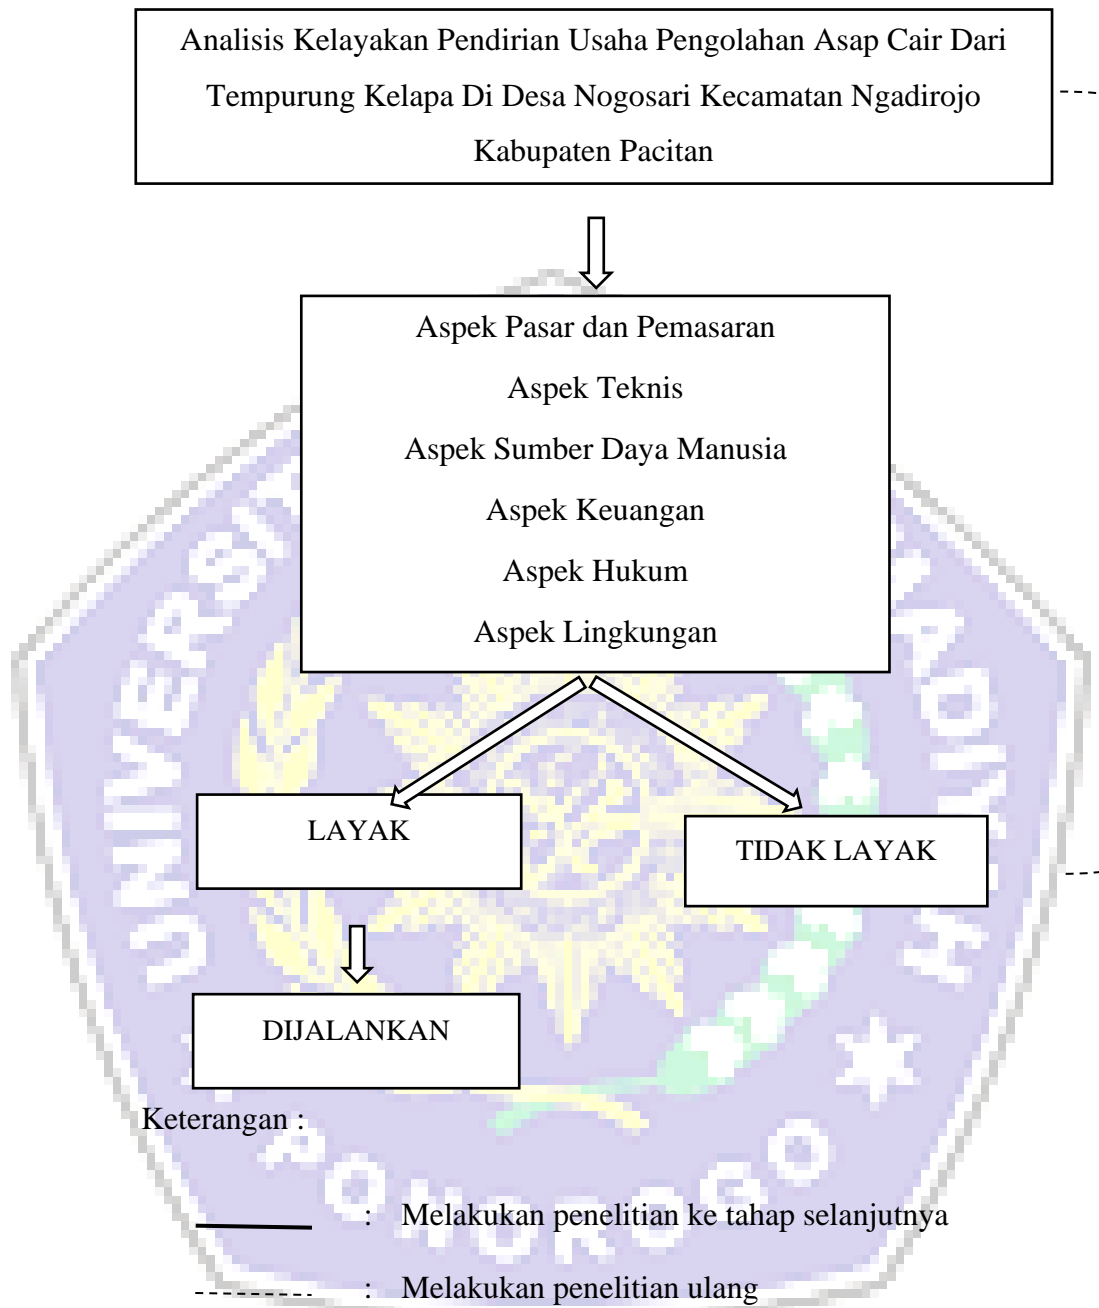 Analisis Kelayakan Pendirian Usaha Pengolahan Asap Cair Dari
Tempurung Kelapa Di Desa Nogosari Kecamatan Ngadirojo
Kabupaten Pacitan
Aspek Pasar dan Pemasaran
Aspek Teknis
Aspek Sumber Daya Manusia
Aspek Keuangan
Aspek Hukum
Aspek Lingkungan
LAYAK
TIDAK LAYAK
DIJALANKAN
Keterangan :
: Melakukan penelitian ke tahap selanjutnya
: Melakukan penelitian ulang
PONOROGO